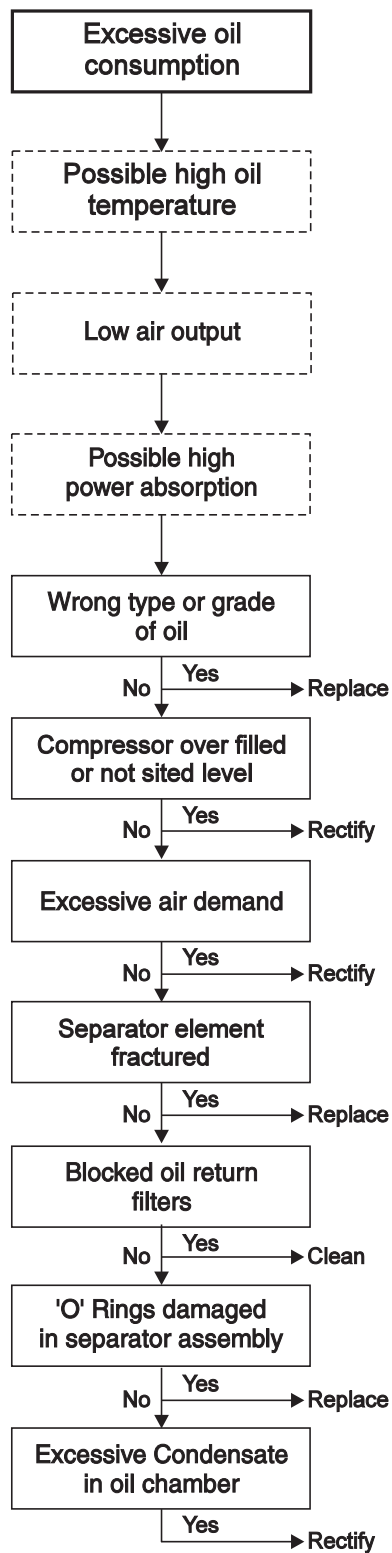 Excessive oil
consumption
Possible high oil
temperature
Low air output
Possible high
power absorption
Wrong type or grade
of oil
Yes
No
Replace
Compressor over filled
or not sited level
Yes
No
Rectify
Excessive air demand
Yes
No
Rectify
Separator element
fractured
Yes
No
Replace
Blocked oil return
filters
Yes
No
Clean
'O' Rings damaged
in separator assembly
Yes
No
Replace
Excessive Condensate
in oil chamber
Yes
Rectify